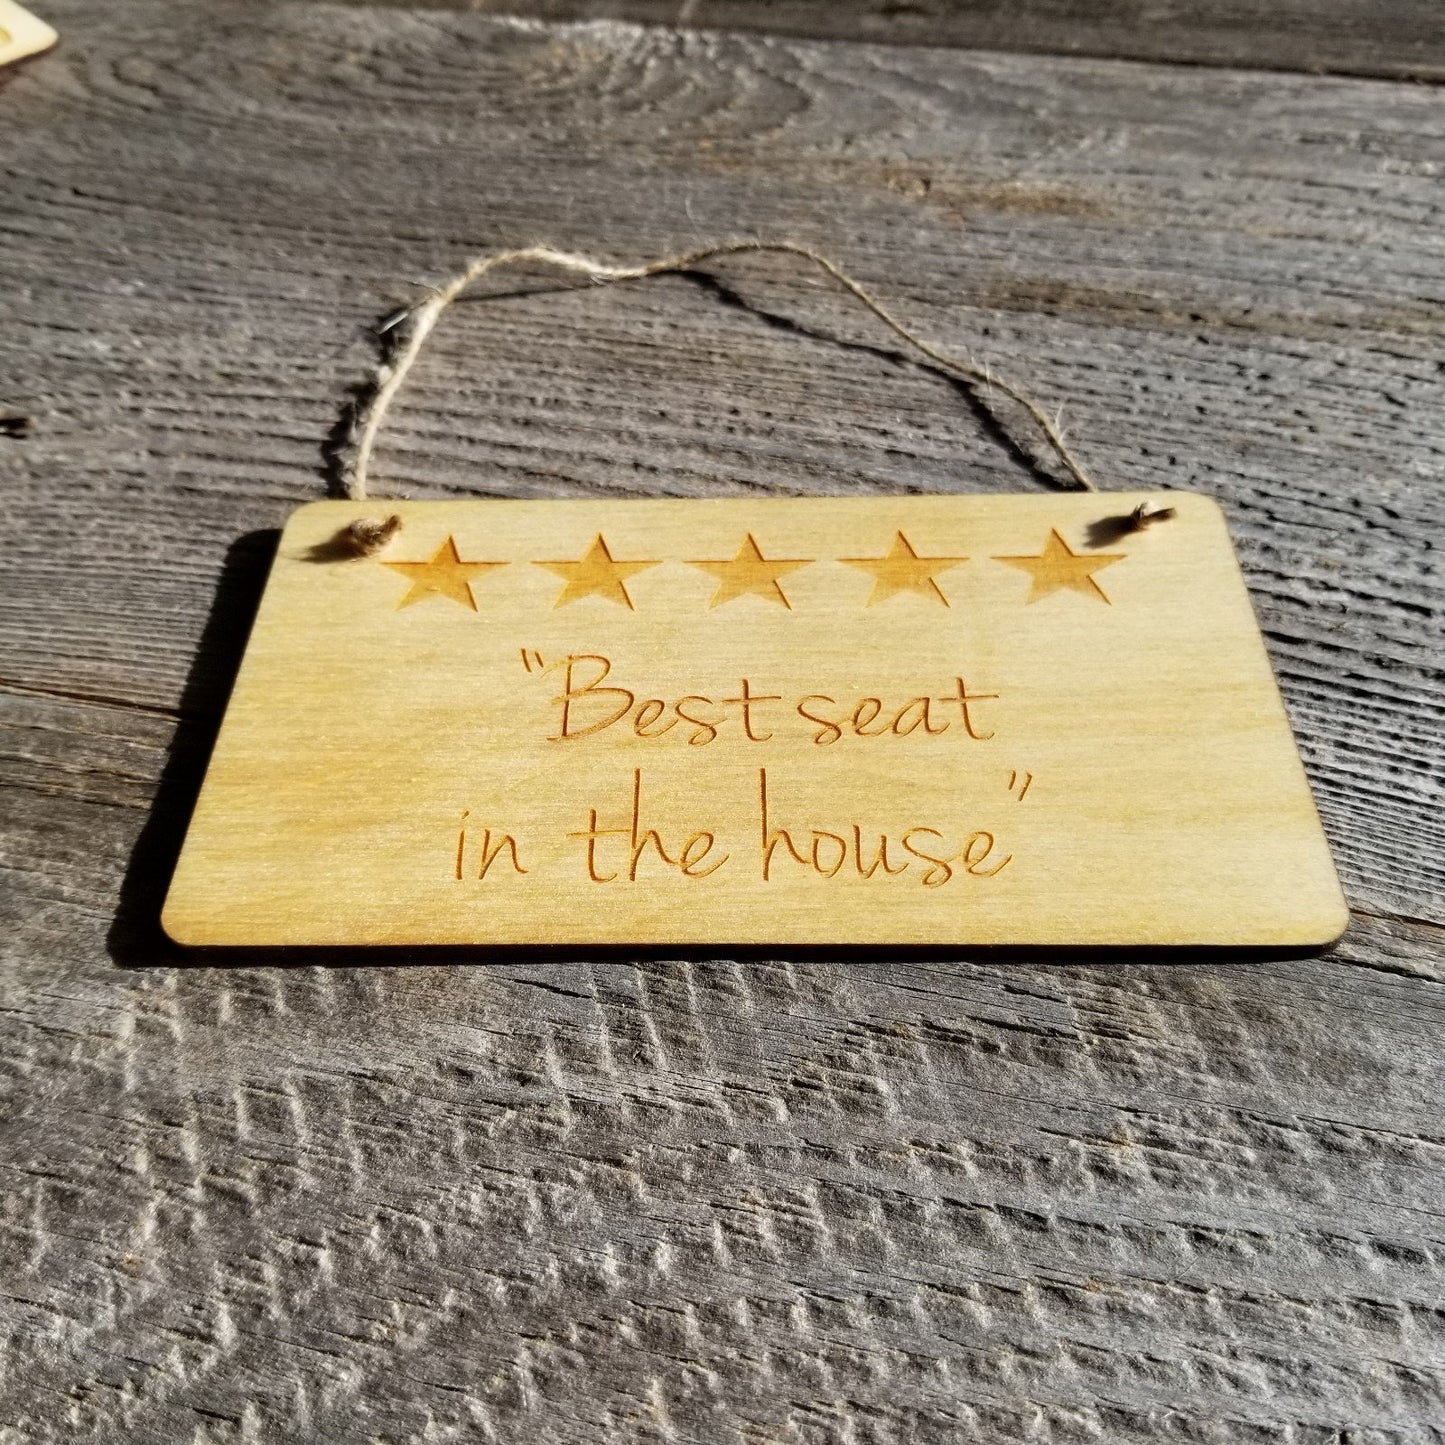 “Best seat
in the house”